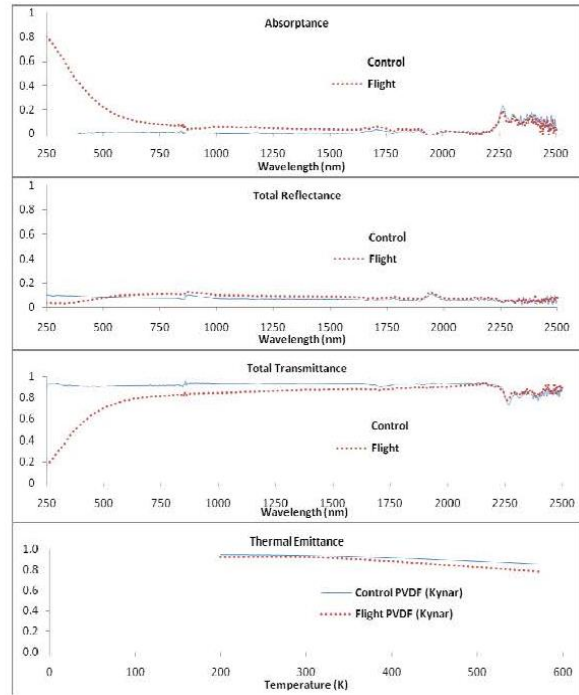 Absorptance
1
0.8
0.6
0.4
0.2
0
Control
Flight
250 500 750 1000 1250 1500 1750 2000 2250 2500
Wavelength (nm)
Total Reflectance
1
0.8
0.6
0.4
0.2
0
Control
Flight
250 500 750 1000 1250 1500 1750 2000 2250 2500
Wavelength (nm)
Total Transmittance
1
0.8
0.6
0.4
0.2
0
Control
Flight
250 500 750 1000 1250 1500 1750 2000 2250 2500
Wavelength (nm)
Thermal Emittance
1.0
0.8
0.6
0.4
0.2
0.0
Control PVDF (Kynar)
Flight PVDF (Kynar)
0 100 200 300 400 500 600
Temperature (K)